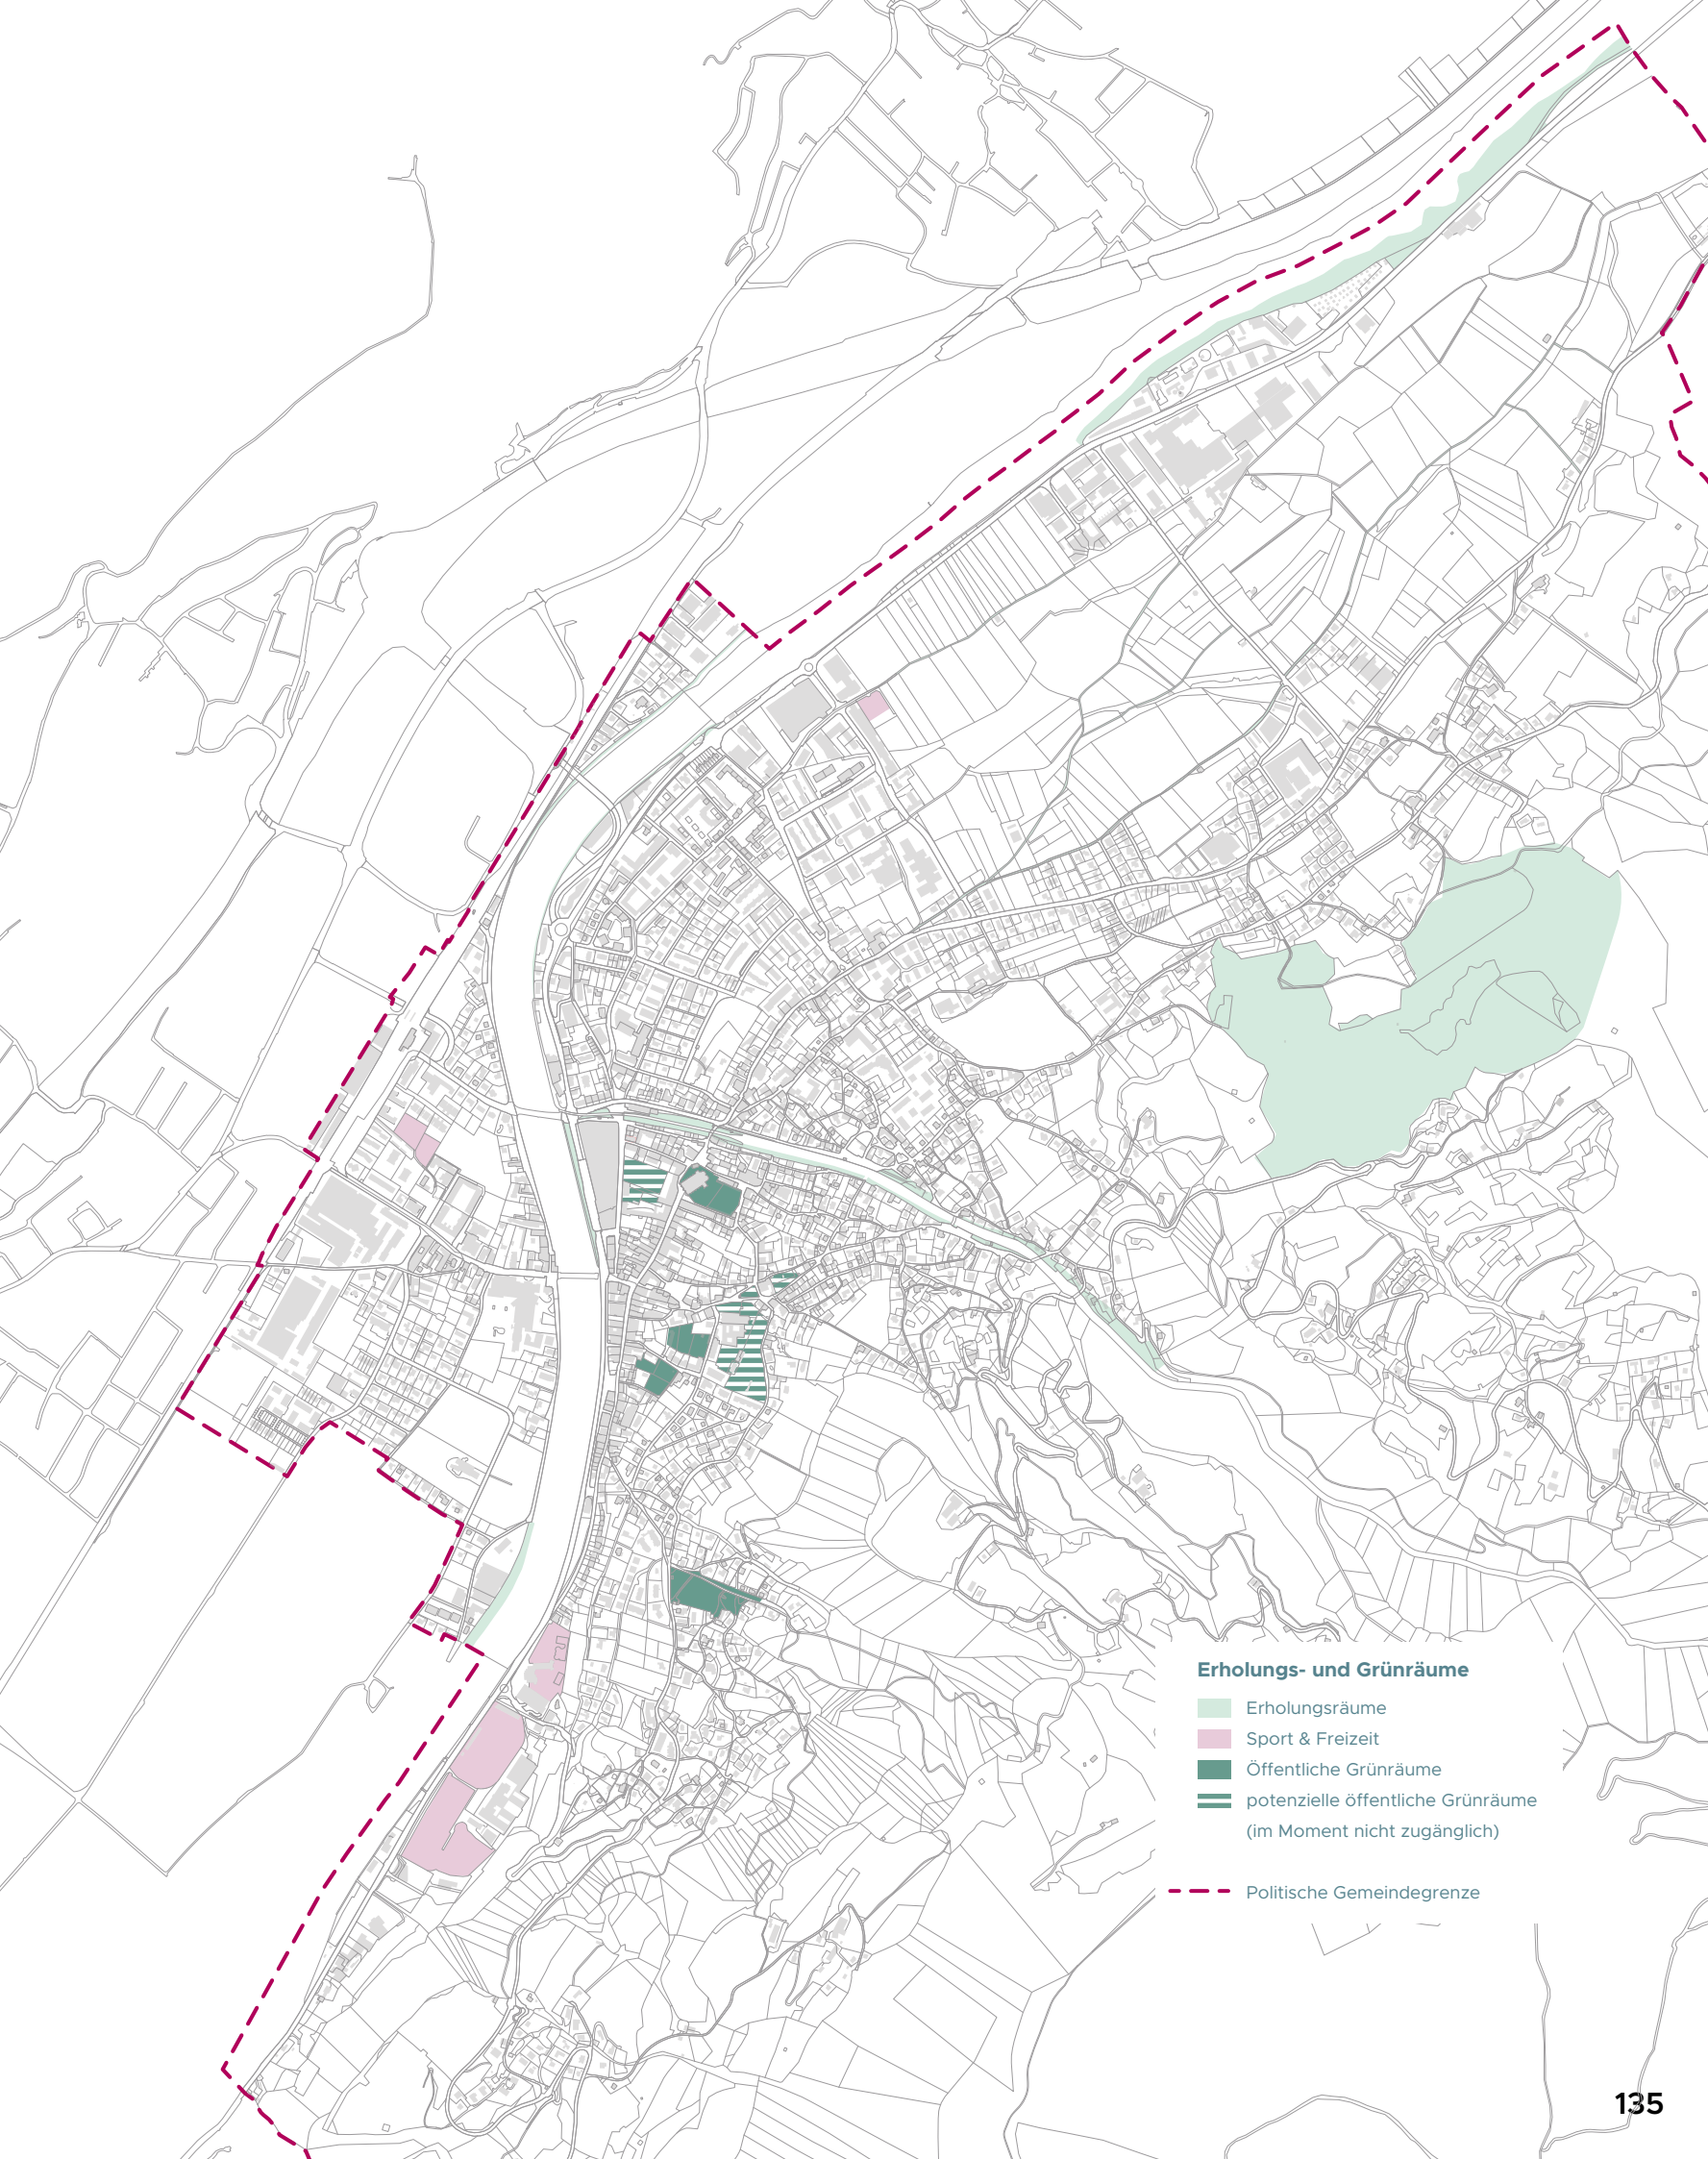 Erholungs- und Grünräume
Erholungsräume
Sport & Freizeit
Öffentliche Grünräume
potenzielle öffentliche Grünräume
(im Moment nicht zugänglich)
Politische Gemeindegrenze
135